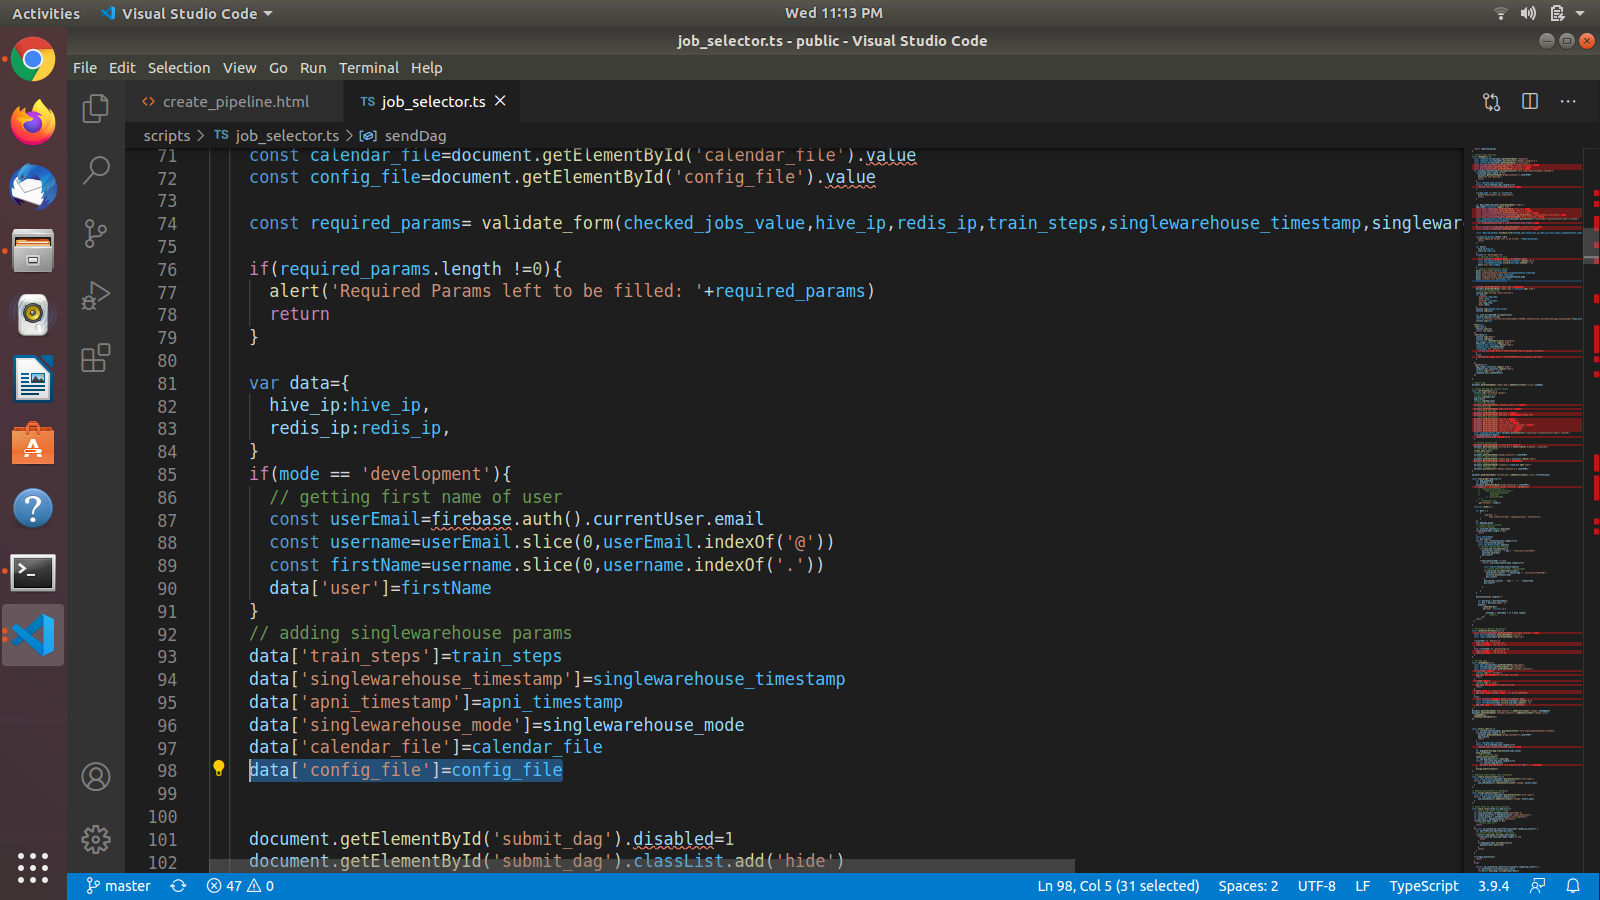 Activities
Visual Studio Code
Wed 11:13 PM
job_selector.ts - public - Visual Studio Code
File Edit Selection View Go Run Terminal Help
<> create_pipeline.html
TS job_selector.ts ×
scripts > TS job_selector.ts > sendDag
71 const calendar_file=document.getElementById('calendar_file').value
72 const config_file=document.getElementById('config_file').value
73
74 const required_params= validate_form(checked_jobs_value,hive_ip,redis_ip,train_steps,singlewarehouse_timestamp,singlewar
75
76 if(required_params.length !=0){
77 alert('Required Params left to be filled: '+required_params)
78 return
79 }
80
81 var data={
82 hive_ip:hive_ip,
83 redis_ip:redis_ip,
84 }
85 if(mode == 'development'){
86 // getting first name of user
87 const userEmail=firebase.auth().currentUser.email
88 const username=userEmail.slice(0,userEmail.indexOf('@'))
89 const firstName=username.slice(0,username.indexOf('.'))
90 data['user']=firstName
91 }
92 // adding singlewarehouse params
93 data['train_steps']=train_steps
94 data['singlewarehouse_timestamp']=singlewarehouse_timestamp
95 data['apni_timestamp']=apni_timestamp
96 data['singlewarehouse_mode']=singlewarehouse_mode
97 data['calendar_file']=calendar_file
98 data['config_file']=config_file
99
100
101 document.getElementById('submit_dag').disabled=1
102 document.getElementById('submit_dag').classList.add('hide')
master
47
0
Ln 98, Col 5 (31 selected)
Spaces: 2
UTF-8
LF
TypeScript
3.9.4